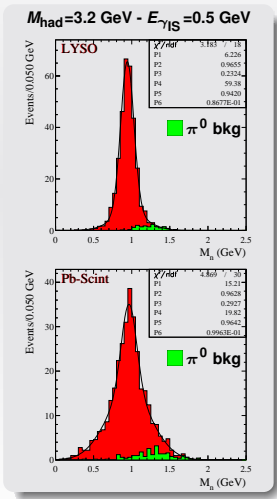 M_had=3.2 GeV - E_γIS=0.5 GeV
Events/0.050 GeV
LYSO
χ²/ndf 3.183 / 18
P1 6.226
P2 0.9655
P3 0.2324
P4 59.38
P5 0.9420
P6 0.8677E-01
π⁰ bkg
60
40
20
0
0 0.5 1 1.5 2 2.5
M_n (GeV)
Events/0.050 GeV
Pb-Scint
χ²/ndf 4.869 / 30
P1 15.21
P2 0.9628
P3 0.2927
P4 19.82
P5 0.9642
P6 0.9963E-01
π⁰ bkg
40
30
20
10
0
0 0.5 1 1.5 2 2.5
M_n (GeV)